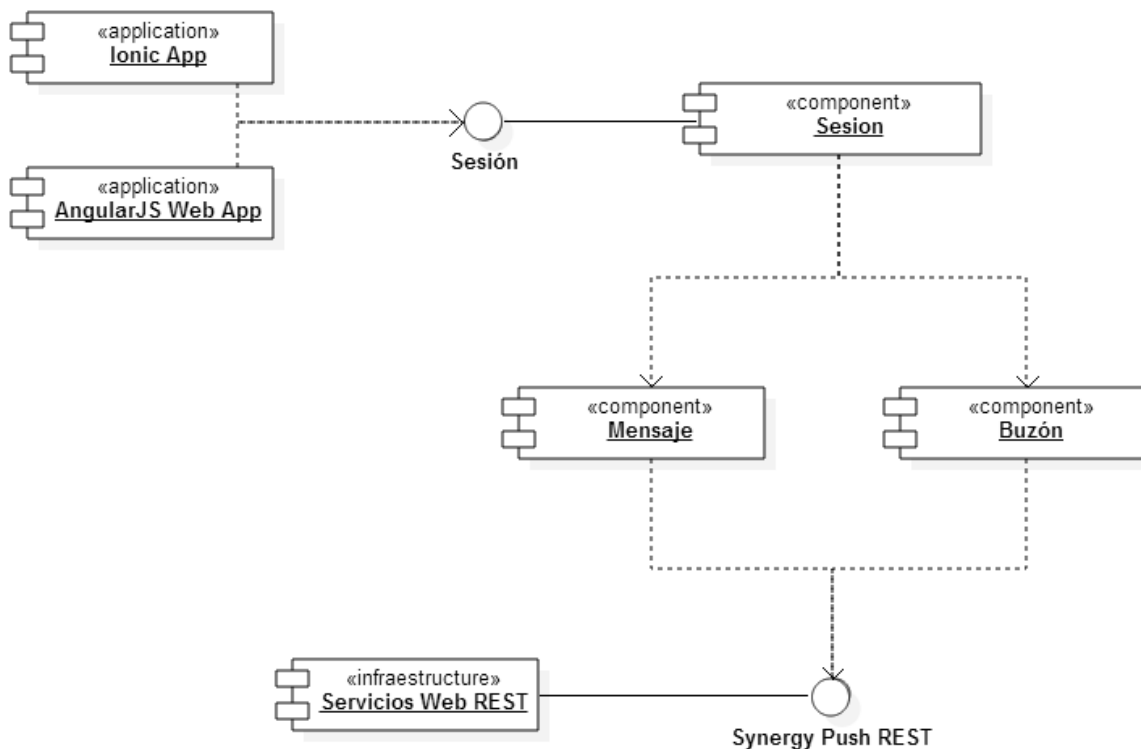 «application»
Ionic App
«application»
AngularJS Web App
Sesión
«component»
Sesion
«component»
Mensaje
«component»
Buzón
«infraestructure»
Servicios Web REST
Synergy Push REST